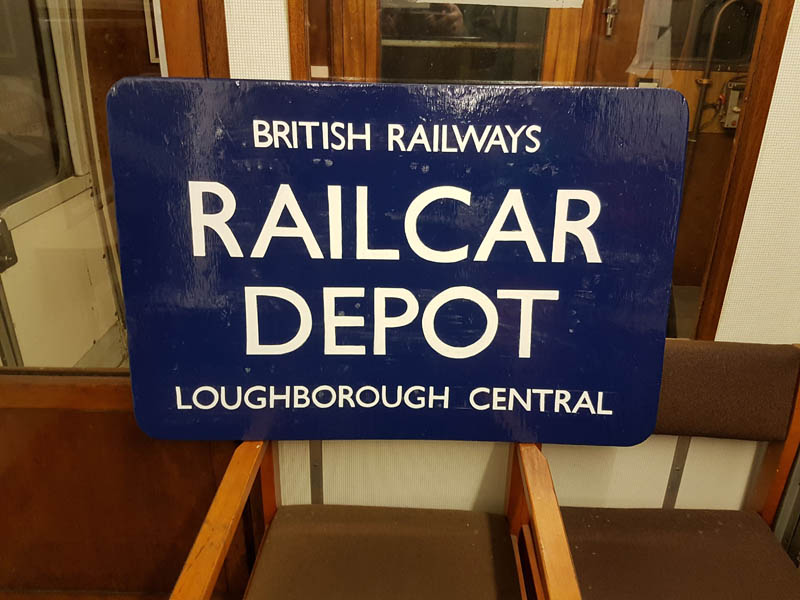 BRITISH RAILWAYS
RAILCAR
DEPOT
LOUGHBOROUGH CENTRAL